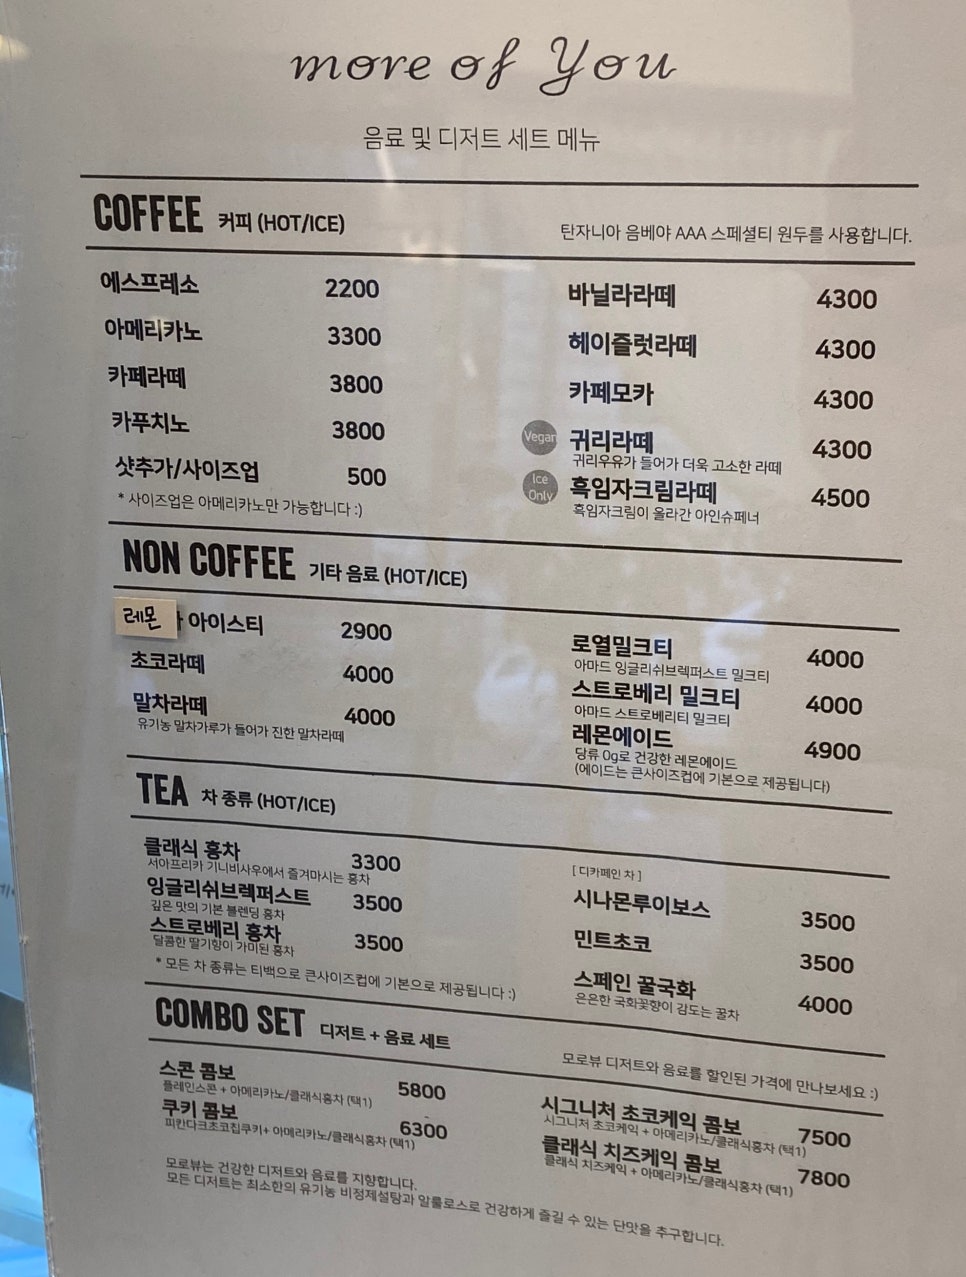 more of You
음료 및 디저트 세트 메뉴
COFFEE 커피 (HOT/ICE)
탄자니아 음베야 AAA 스페셜티 원두를 사용합니다.
에스프레소 2200
아메리카노 3300
카페라떼 3800
카푸치노 3800
샷추가/사이즈업 500
* 사이즈업은 아메리카노만 가능합니다 :)
바닐라라떼 4300
헤이즐럿라떼 4300
카페모카 4300
Vegan 귀리라떼 4300
귀리우유가 들어가 더욱 고소한 라떼
Ice Only 흑임자크림라떼 4500
흑임자크림이 올라간 아인슈페너
NON COFFEE 기타 음료 (HOT/ICE)
레몬 아이스티 2900
초코라떼 4000
말차라떼 4000
유기농 말차가루가 들어가 진한 말차라떼
로열밀크티 4000
아마드 잉글리쉬브렉퍼스트 밀크티
스트로베리 밀크티 4000
아마드 스트로베리티 밀크티
레몬에이드 4900
당류 0g로 건강한 레몬에이드
(에이드는 큰사이즈컵에 기본으로 제공됩니다)
TEA 차 종류 (HOT/ICE)
클래식 홍차 3300
서아프리카 기니비사우에서 즐겨마시는 홍차
잉글리쉬브렉퍼스트 3500
깊은 맛의 기본 블렌딩 홍차
스트로베리 홍차 3500
달콤한 딸기향이 가미된 홍차
* 모든 차 종류는 티백으로 큰사이즈컵에 기본으로 제공됩니다 :)
[ 디카페인 차 ]
시나몬루이보스 3500
민트초코 3500
스페인 꿀국화 4000
은은한 국화꽃향이 감도는 꿀차
COMBO SET 디저트 + 음료 세트
모로뷰 디저트와 음료를 할인된 가격에 만나보세요 :)
스콘 콤보 5800
플레인스콘 + 아메리카노/클래식홍차 (택1)
쿠키 콤보 6300
피칸다크초코칩쿠키+ 아메리카노/클래식홍차 (택1)
시그니처 초코케익 콤보 7500
시그니처 초코케익 + 아메리카노/클래식홍차 (택1)
클래식 치즈케익 콤보 7800
클래식 치즈케익 + 아메리카노/클래식홍차 (택1)
모로뷰는 건강한 디저트와 음료를 지향합니다.
모든 디저트는 최소한의 유기농 비정제설탕과 알룰로스로 건강하게 즐길 수 있는 단맛을 추구합니다.